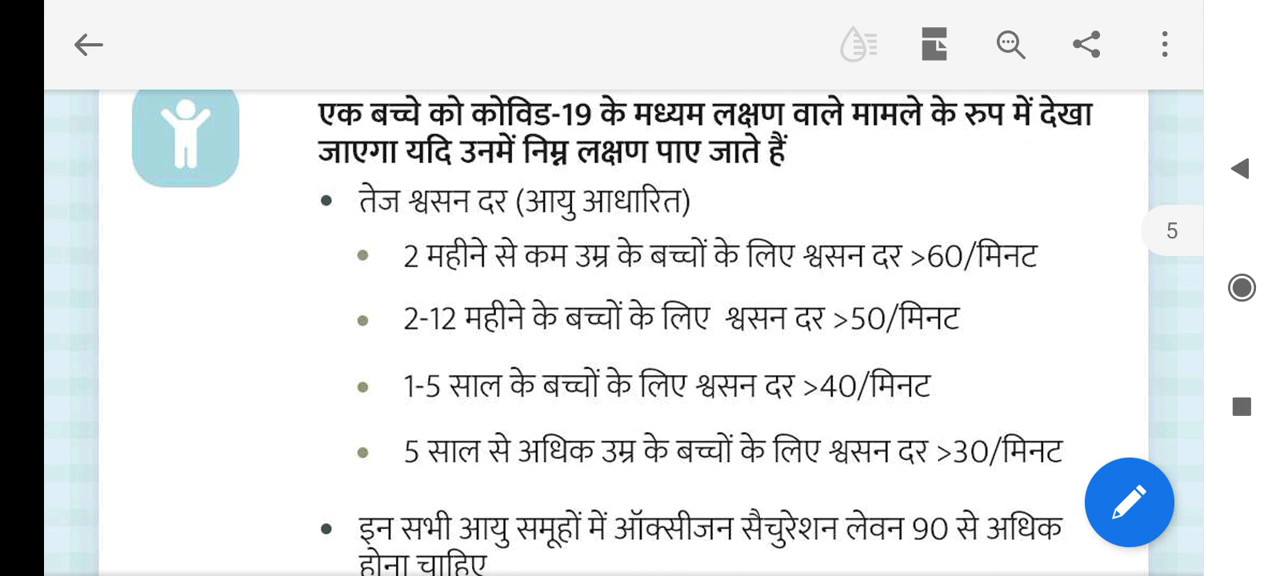 एक बच्चे को कोविड-19 के मध्यम लक्षण वाले मामले के रुप में देखा
जाएगा यदि उनमें निम्न लक्षण पाए जाते हैं
• तेज श्वसन दर (आयु आधारित)
• 2 महीने से कम उम्र के बच्चों के लिए श्वसन दर >60/मिनट
5
• 2-12 महीने के बच्चों के लिए श्वसन दर >50/मिनट
• 1-5 साल के बच्चों के लिए श्वसन दर >40/मिनट
• 5 साल से अधिक उम्र के बच्चों के लिए श्वसन दर >30/मिनट
• इन सभी आयु समूहों में ऑक्सीजन सैचुरेशन लेवन 90 से अधिक
होना चाहिए